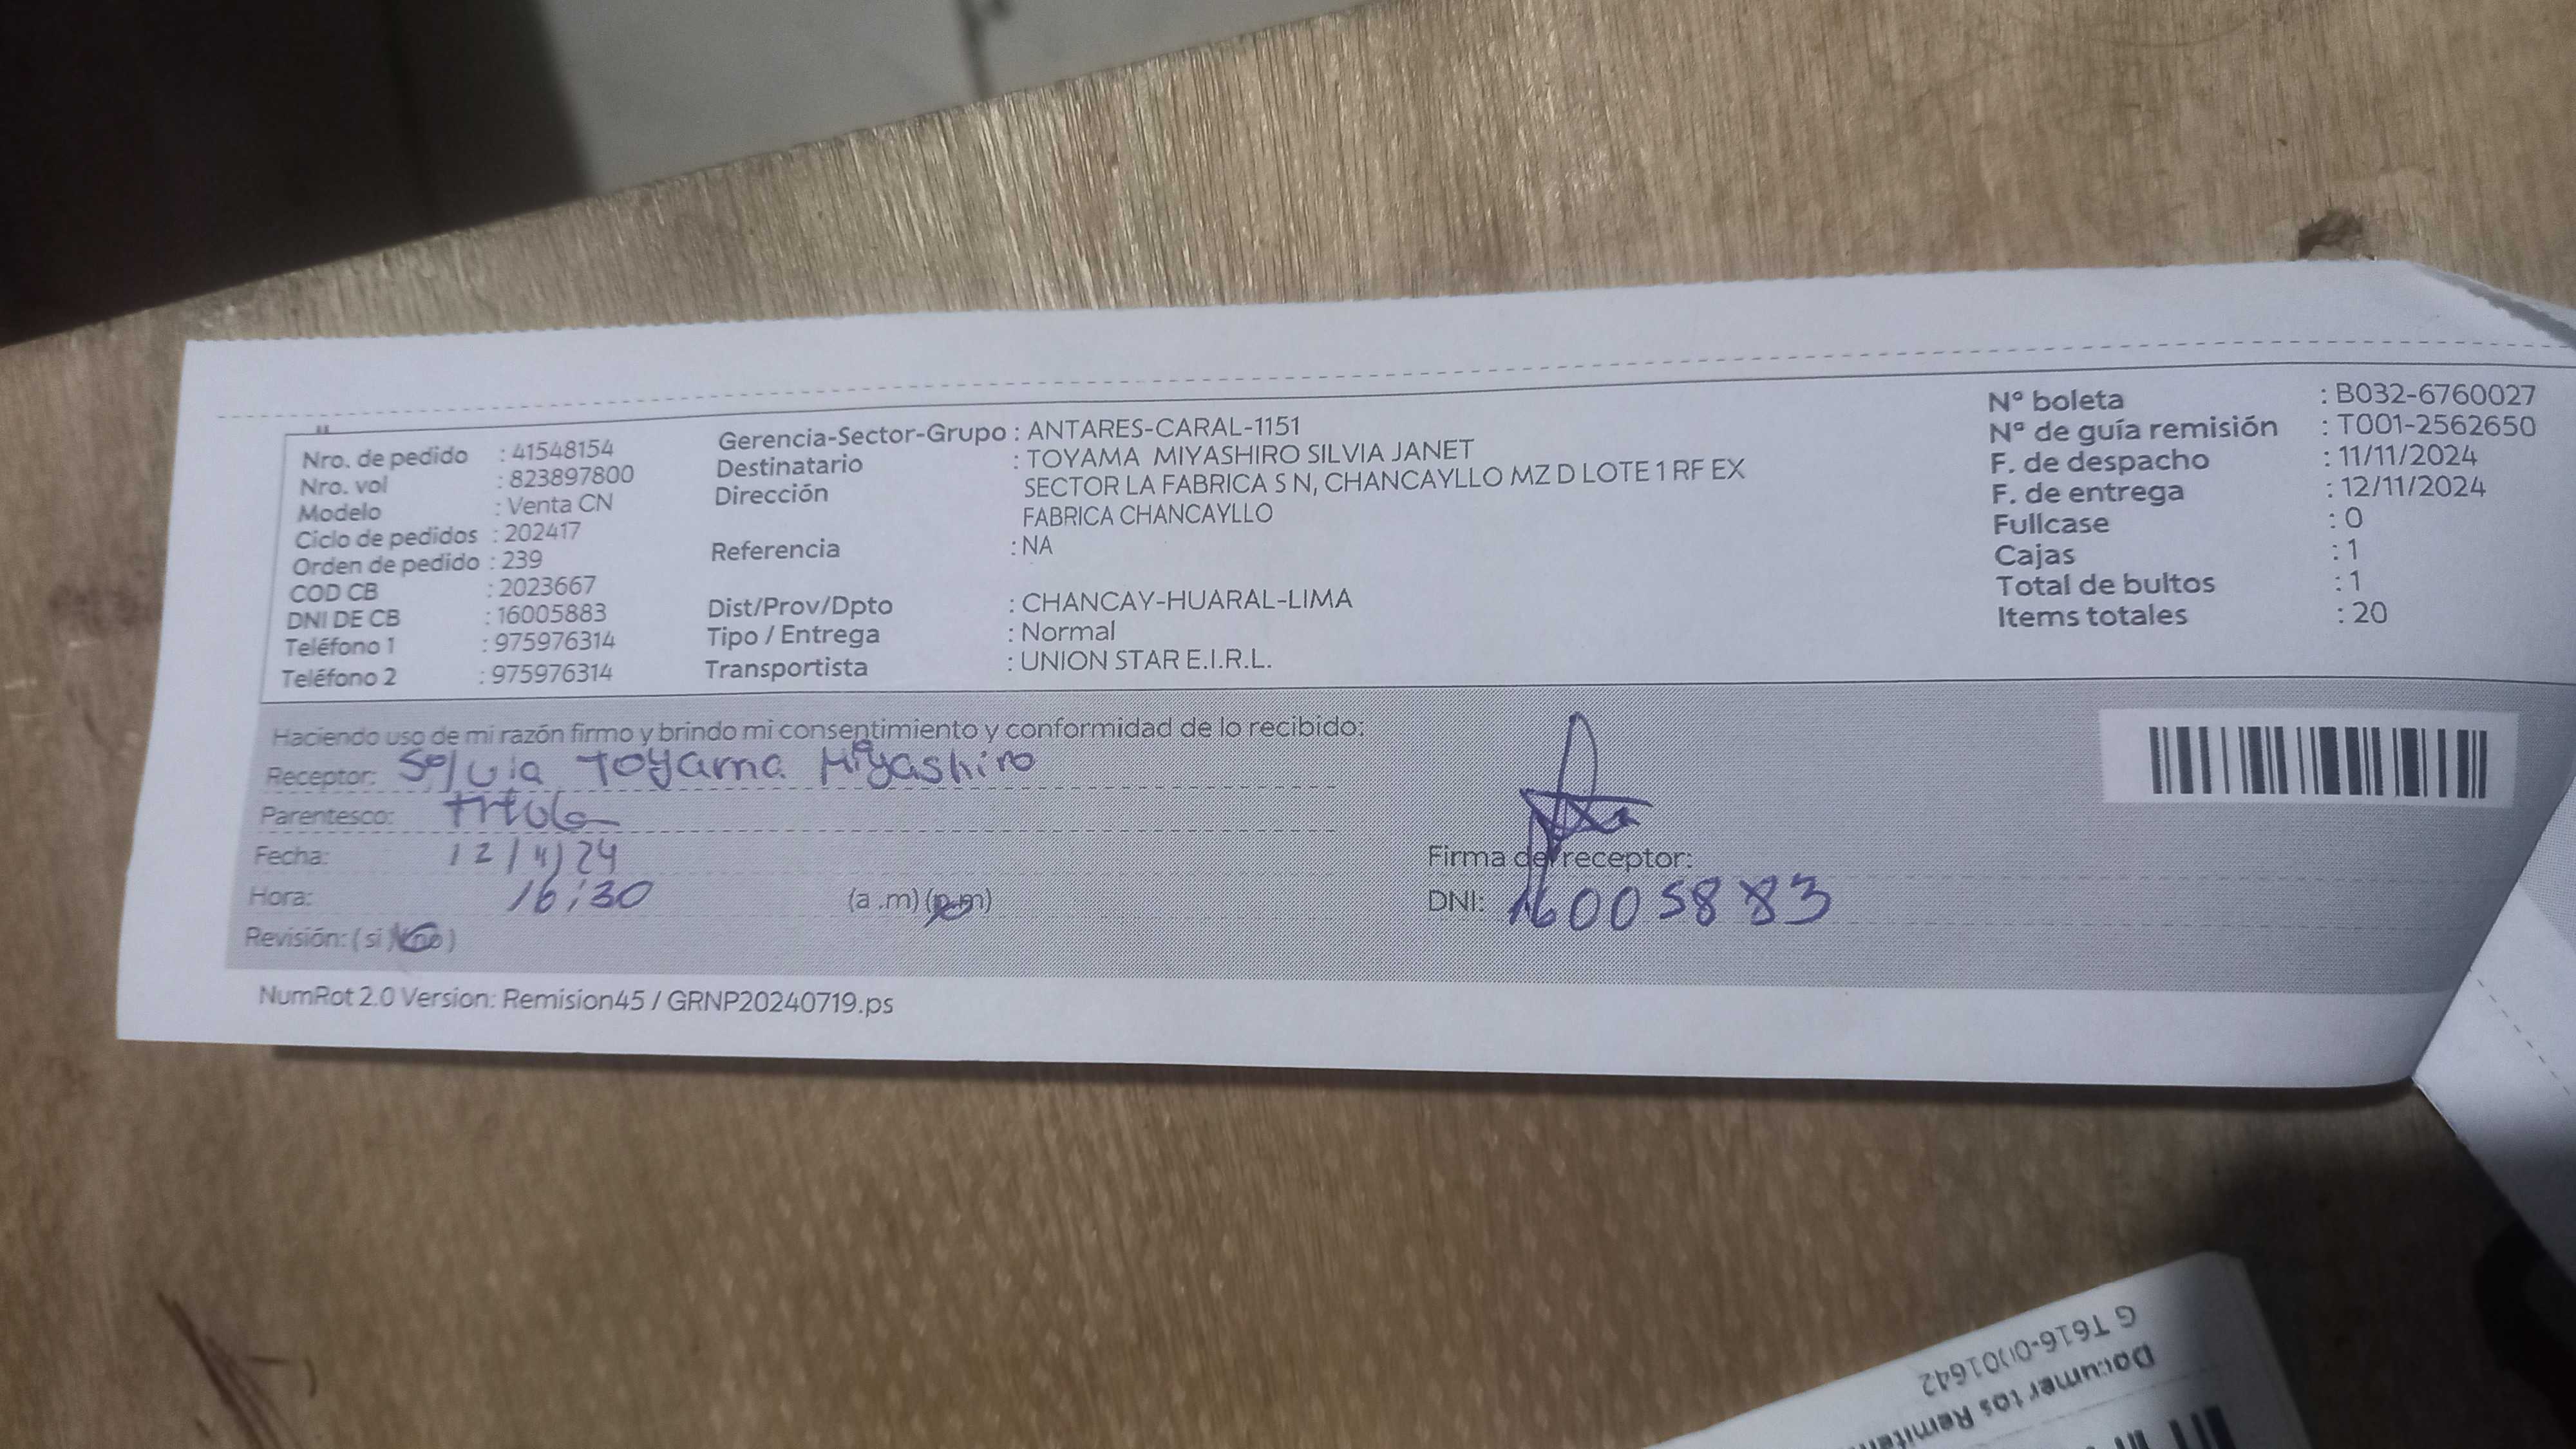 Nro. de pedido : 41548154
Nro. vol : 823897800
Modelo : Venta CN
Ciclo de pedidos : 202417
Orden de pedido : 239
COD CB : 2023667
DNI DE CB : 16005883
Teléfono 1 : 975976314
Teléfono 2 : 975976314
Gerencia-Sector-Grupo : ANTARES-CARAL-1151
Destinatario : TOYAMA MIYASHIRO SILVIA JANET
Dirección SECTOR LA FABRICA S N, CHANCAYLLO MZ D LOTE 1 RF EX
FABRICA CHANCAYLLO
Referencia : NA
Dist/Prov/Dpto : CHANCAY-HUARAL-LIMA
Tipo / Entrega : Normal
Transportista : UNION STAR E.I.R.L.
Nº boleta : B032-6760027
Nº de guía remisión : T001-2562650
F. de despacho : 11/11/2024
F. de entrega : 12/11/2024
Fullcase : 0
Cajas : 1
Total de bultos : 1
Items totales : 20
Haciendo uso de mi razón firmo y brindo mi consentimiento y conformidad de lo recibido:
Receptor: Toyama Miyashiro
Parentesco:
Fecha: 12/11/24
Hora: 16:30 (a .m) (p.m)
Revisión: ( si ) (no )
Firma del receptor:
DNI: 16005883
NumRot 2.0 Version: Remision45 / GRNP20240719.ps
G T616-0001642